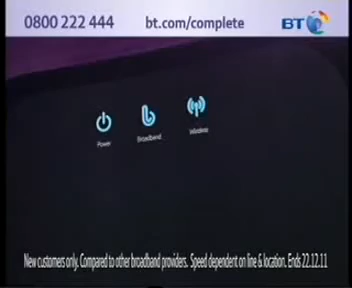 0800 222 444 bt.com/complete BT
Power Broadband Wireless
New customers only. Compared to other broadband providers. Speed dependent on line & location. Ends 22.12.11